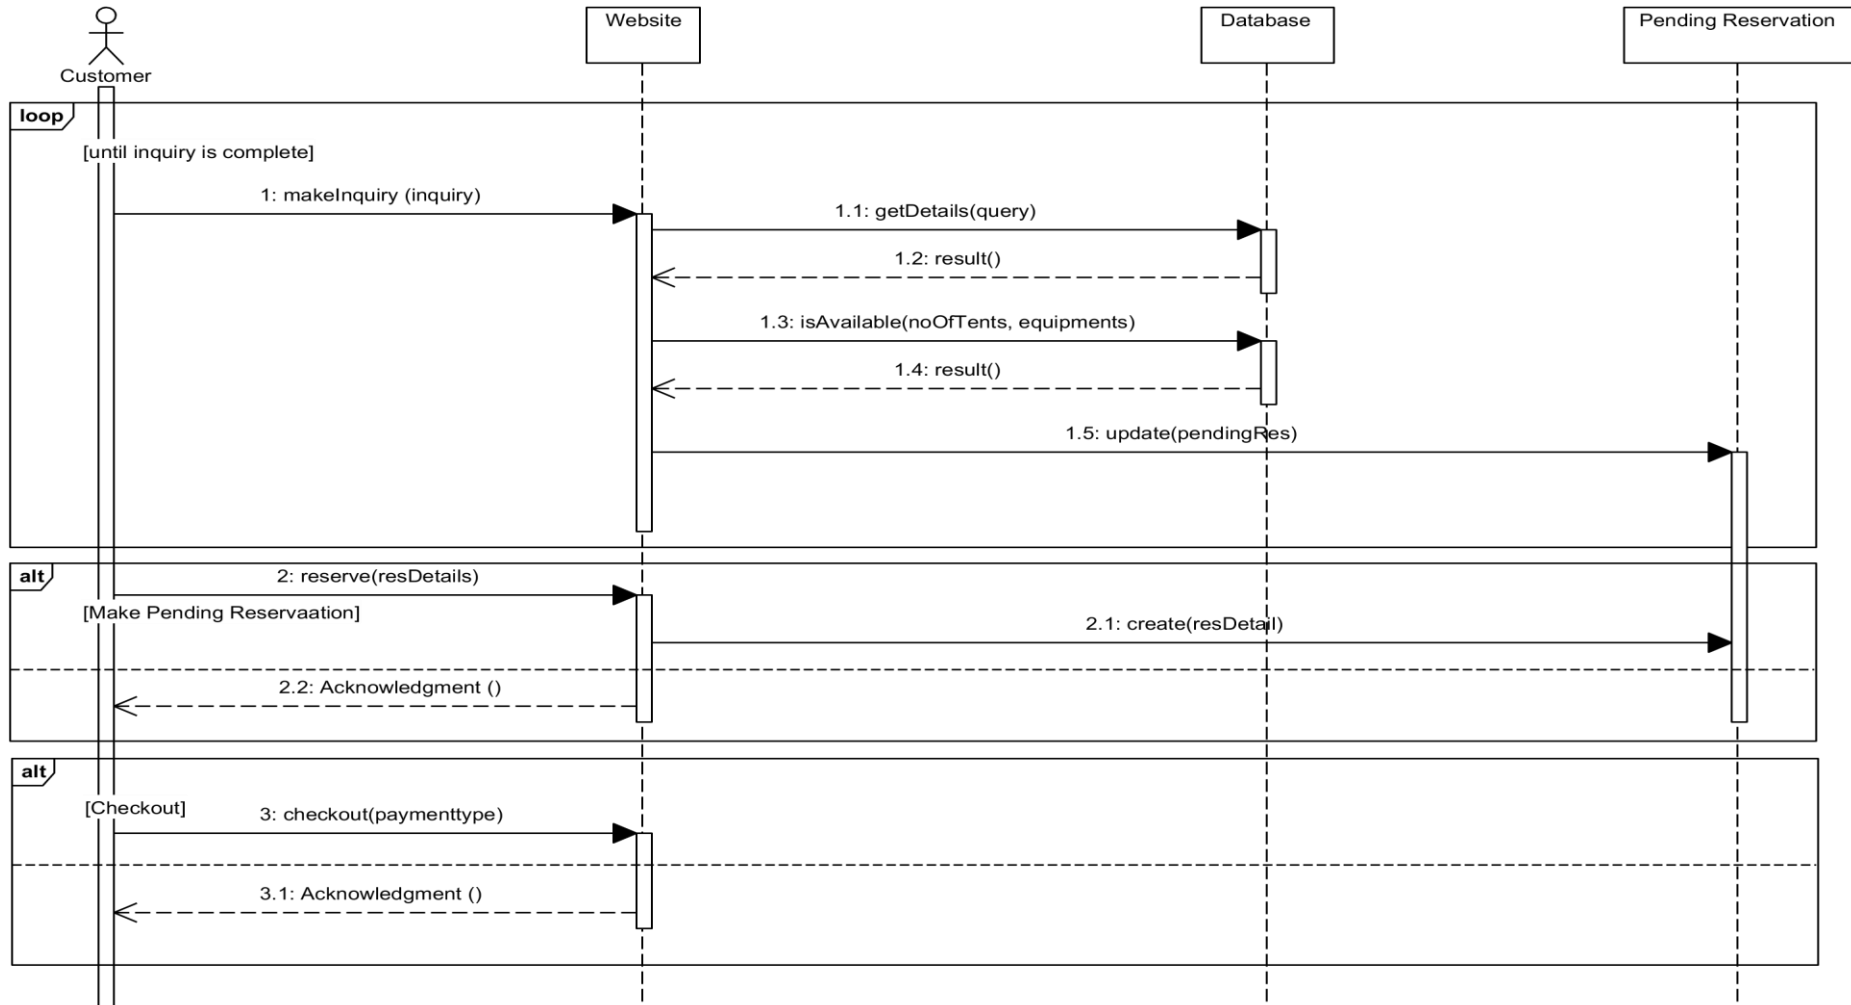 Website
Database
Pending Reservation
Customer
loop
[until inquiry is complete]
1: makeInquiry (inquiry)
1.1: getDetails(query)
1.2: result()
1.3: isAvailable(noOfTents, equipments)
1.4: result()
1.5: update(pendingRes)
alt
2: reserve(resDetails)
[Make Pending Reservaation]
2.1: create(resDetail)
2.2: Acknowledgment ()
alt
[Checkout]
3: checkout(paymenttype)
3.1: Acknowledgment ()